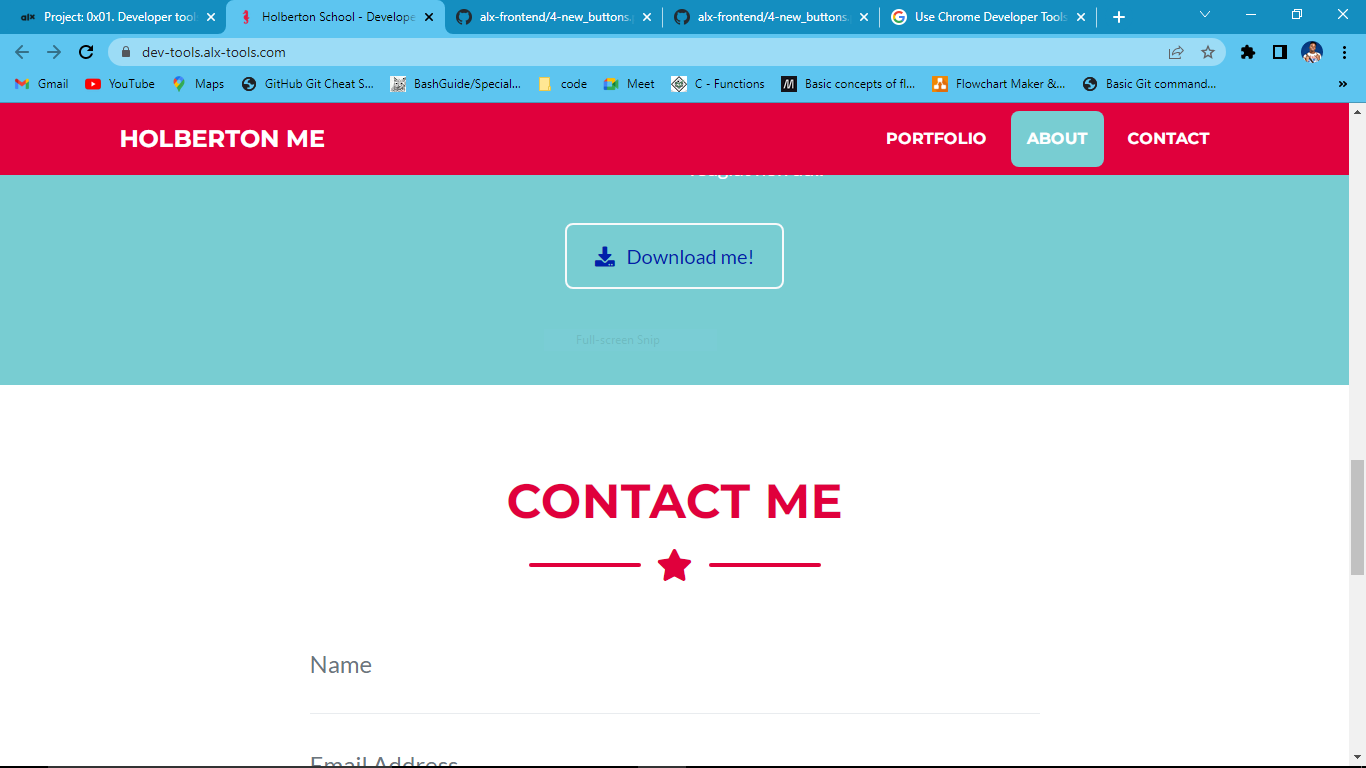 alx Project: 0x01. Developer tool
Holberton School - Develope
alx-frontend/4-new_buttons.
alx-frontend/4-new_buttons.
Use Chrome Developer Tools
dev-tools.alx-tools.com
Gmail
YouTube
Maps
GitHub Git Cheat S...
BashGuide/Special...
code
Meet
C - Functions
Basic concepts of fl...
Flowchart Maker &...
Basic Git command...
HOLBERTON ME
PORTFOLIO
ABOUT
CONTACT
Download me!
Full-screen Snip
CONTACT ME
Name
Email Address